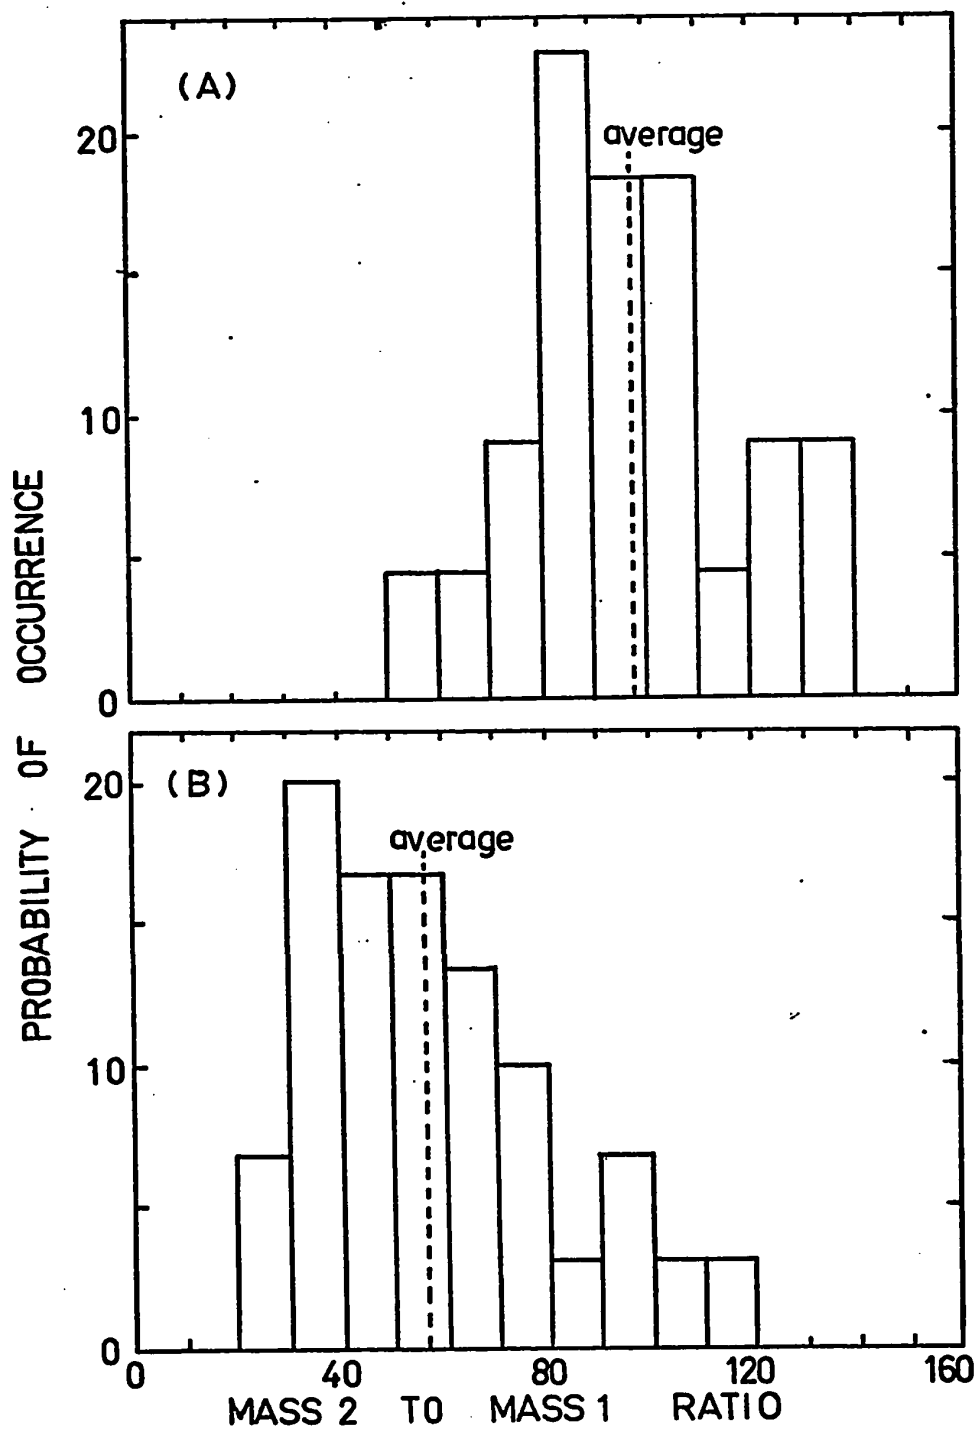 (A)
average
20
10
0
PROBABILITY OF OCCURRENCE
(B)
average
20
10
0
0 40 80 120 160
MASS 2 TO MASS 1 RATIO